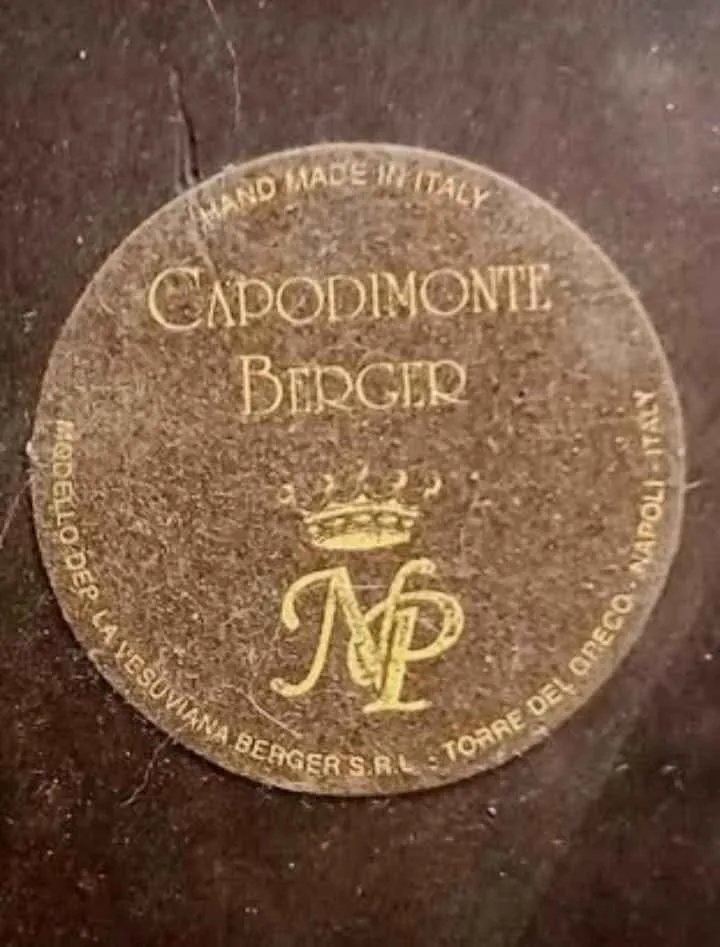 HAND MADE IN ITALY
CAPODIMONTE
BERGER
NP
MODELLO DEP. LA VESUVIANA BERGER S.R.L - TORRE DEL GRECO - NAPOLI - ITALY